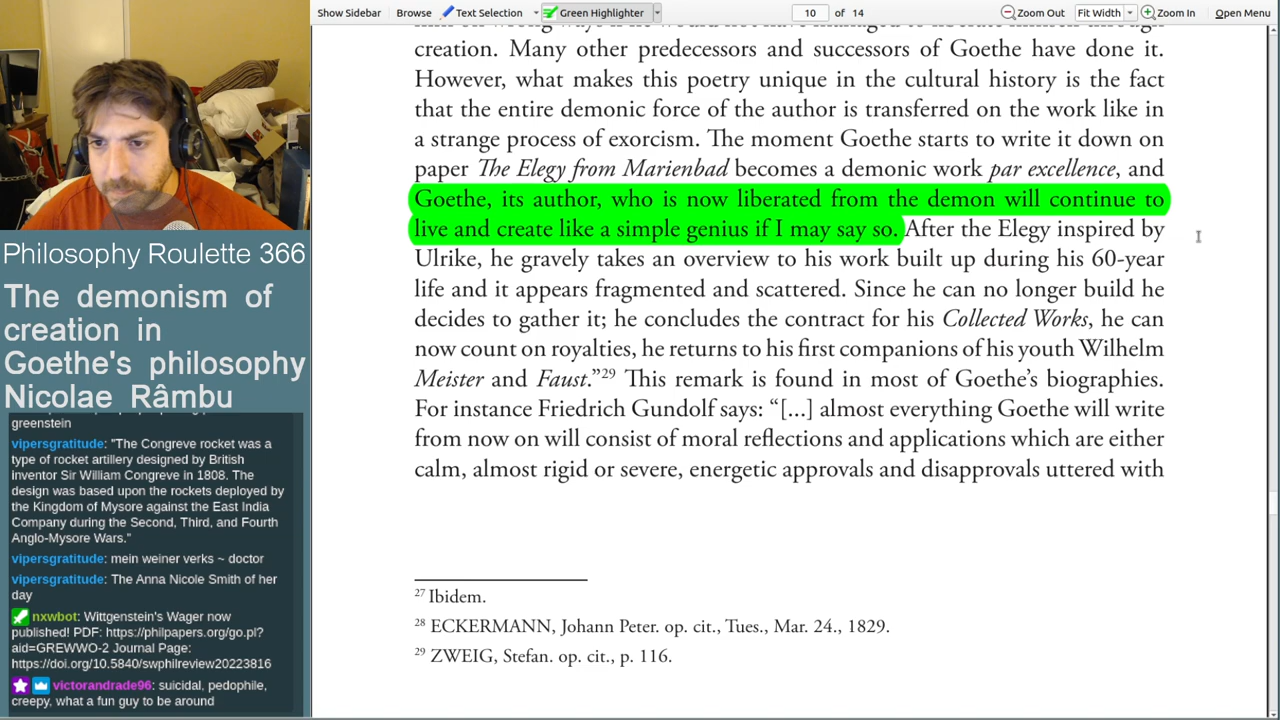 Show Sidebar Browse Text Selection Green Highlighter 10 of 14 Zoom Out Fit Width Zoom In Open Menu
creation. Many other predecessors and successors of Goethe have done it.
However, what makes this poetry unique in the cultural history is the fact
that the entire demonic force of the author is transferred on the work like in
a strange process of exorcism. The moment Goethe starts to write it down on
paper The Elegy from Marienbad becomes a demonic work par excellence, and
Goethe, its author, who is now liberated from the demon will continue to
live and create like a simple genius if I may say so. After the Elegy inspired by
Ulrike, he gravely takes an overview to his work built up during his 60-year
life and it appears fragmented and scattered. Since he can no longer build he
decides to gather it; he concludes the contract for his Collected Works, he can
now count on royalties, he returns to his first companions of his youth Wilhelm
Meister and Faust.”29 This remark is found in most of Goethe’s biographies.
For instance Friedrich Gundolf says: “[...] almost everything Goethe will write
from now on will consist of moral reflections and applications which are either
calm, almost rigid or severe, energetic approvals and disapprovals uttered with
27 Ibidem.
28 ECKERMANN, Johann Peter. op. cit., Tues., Mar. 24., 1829.
29 ZWEIG, Stefan. op. cit., p. 116.
Philosophy Roulette 366
The demonism of
creation in
Goethe's philosophy
Nicolae Râmbu
greenstein
vipersgratitude: "The Congreve rocket was a
type of rocket artillery designed by British
inventor Sir William Congreve in 1808. The
design was based upon the rockets deployed by
the Kingdom of Mysore against the East India
Company during the Second, Third, and Fourth
Anglo-Mysore Wars."
vipersgratitude: mein weiner verks ~ doctor
vipersgratitude: The Anna Nicole Smith of her
day
nxwbot: Wittgenstein's Wager now
published! PDF: https://philpapers.org/go.pl?
aid=GREWWO-2 Journal Page:
https://doi.org/10.5840/swphilreview20223816
victorandrade96: suicidal, pedophile,
creepy, what a fun guy to be around